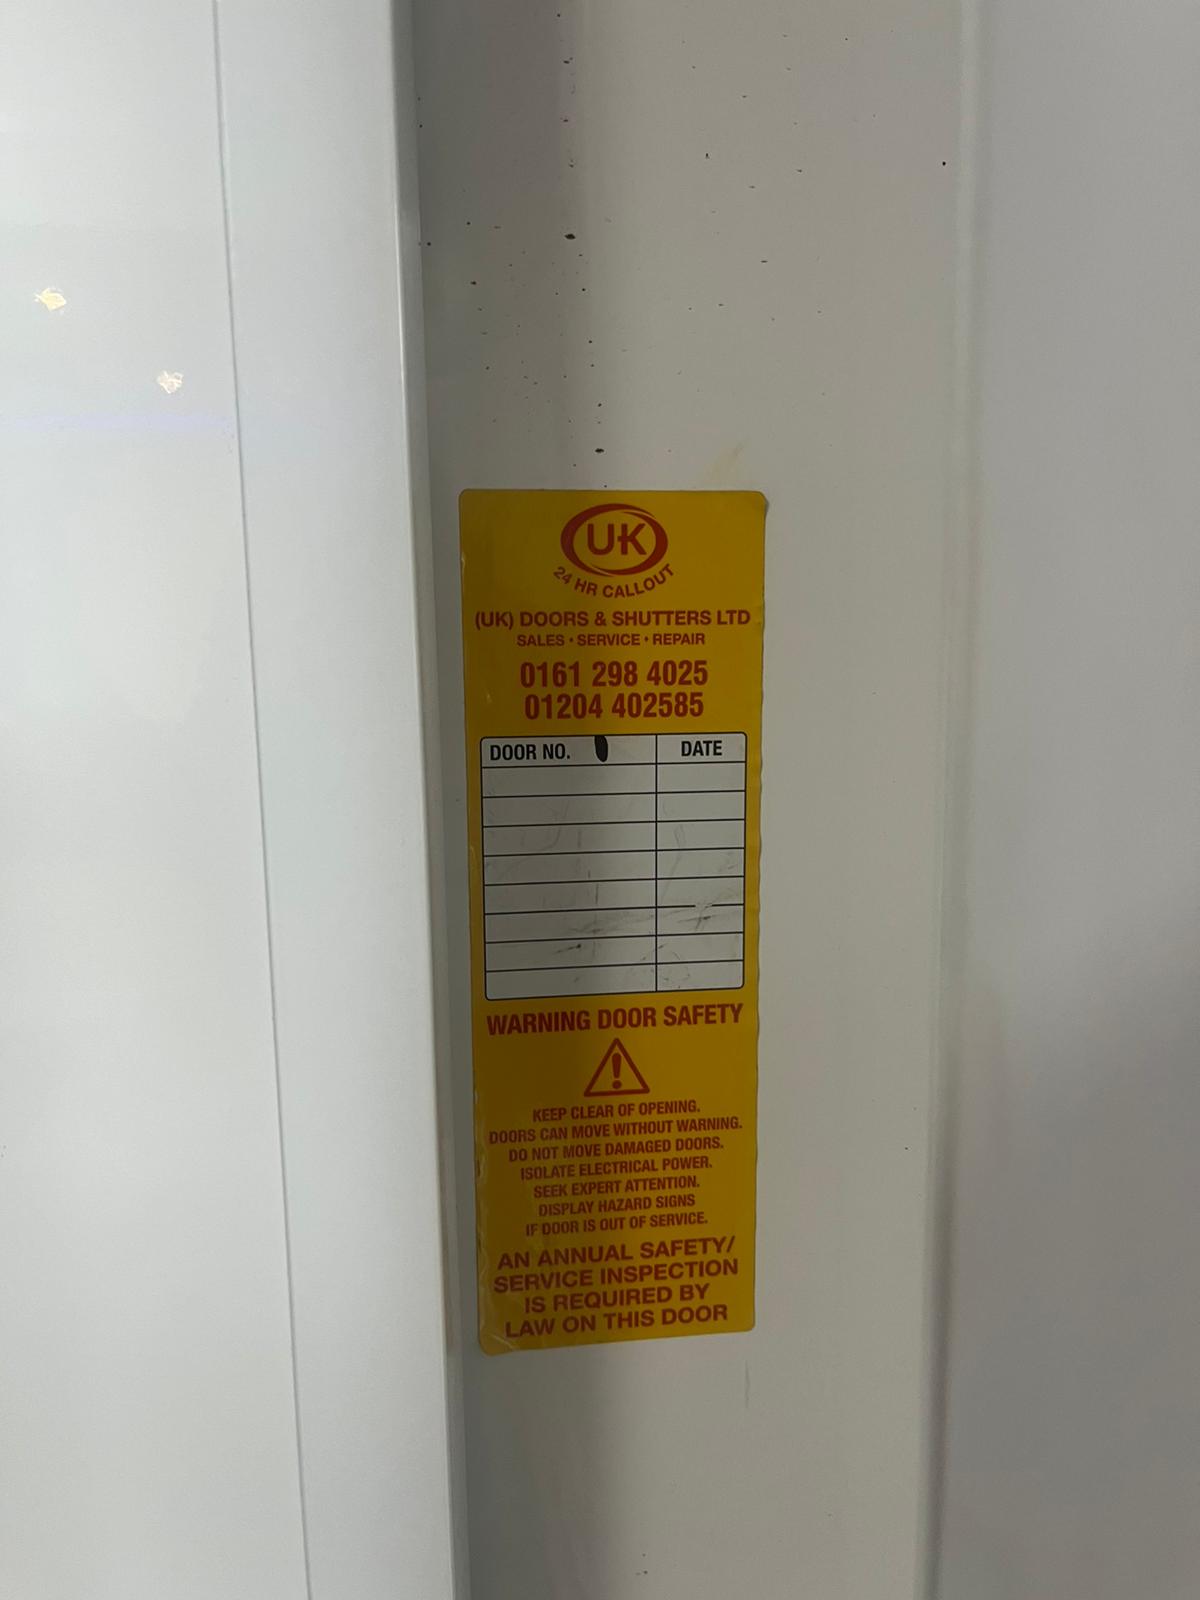 UK
24 HR CALLOUT
(UK) DOORS & SHUTTERS LTD
SALES • SERVICE • REPAIR
0161 298 4025
01204 402585
DOOR NO. DATE
WARNING DOOR SAFETY
!
KEEP CLEAR OF OPENING.
DOORS CAN MOVE WITHOUT WARNING.
DO NOT MOVE DAMAGED DOORS.
ISOLATE ELECTRICAL POWER.
SEEK EXPERT ATTENTION.
DISPLAY HAZARD SIGNS
IF DOOR IS OUT OF SERVICE.
AN ANNUAL SAFETY/
SERVICE INSPECTION
IS REQUIRED BY
LAW ON THIS DOOR